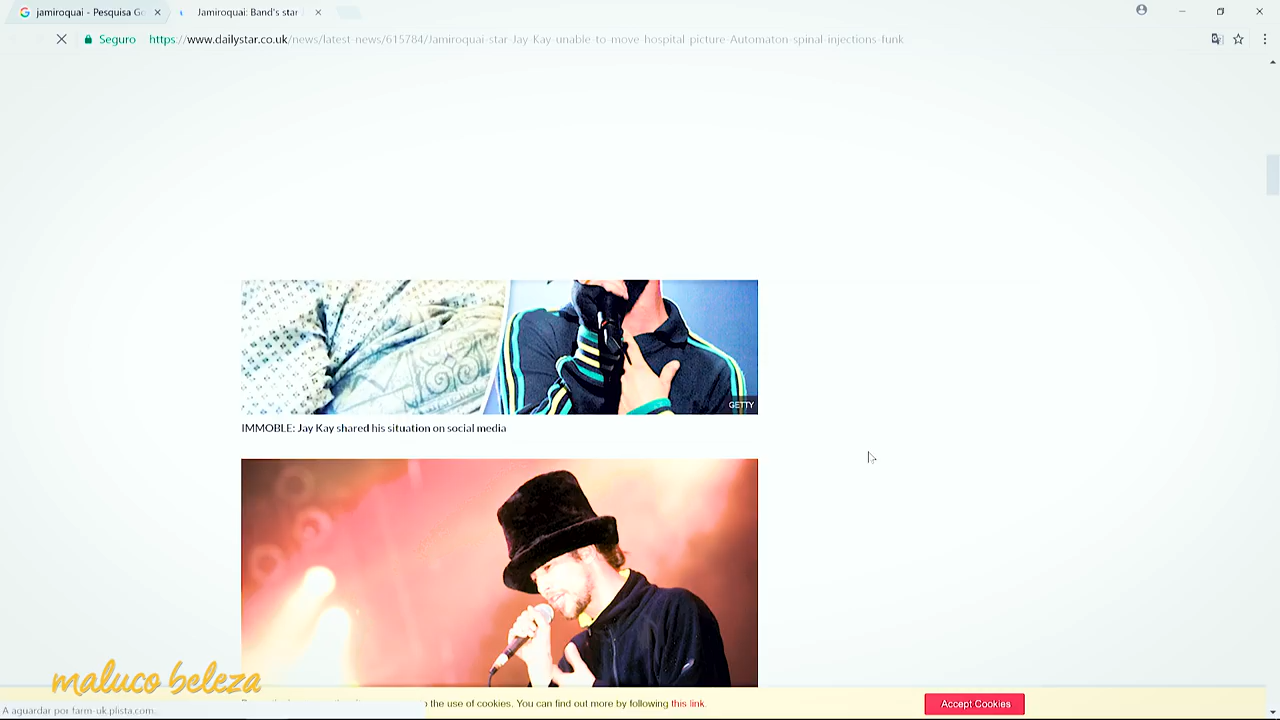 jamiroquai - Pesquisa Go
Jamiroquai: Band's star
Seguro
https://www.dailystar.co.uk/news/latest-news/615784/Jamiroquai-star-Jay-Kay-unable-to-move-hospital-picture-Automaton-spinal-injections-funk
GETTY
IMMOBLE: Jay Kay shared his situation on social media
maluco beleza
the use of cookies. You can find out more by following this link.
Accept Cookies
A aguardar por farm-uk.plista.com...